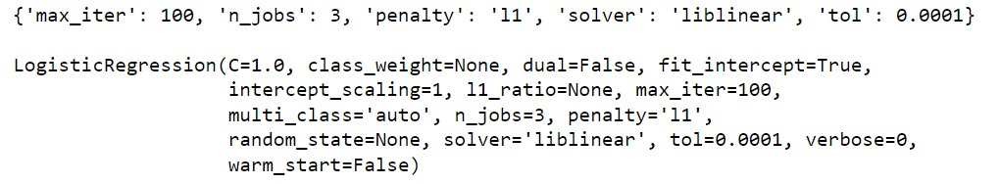 {'max_iter': 100, 'n_jobs': 3, 'penalty': 'l1', 'solver': 'liblinear', 'tol': 0.0001}
LogisticRegression(C=1.0, class_weight=None, dual=False, fit_intercept=True,
intercept_scaling=1, l1_ratio=None, max_iter=100,
multi_class='auto', n_jobs=3, penalty='l1',
random_state=None, solver='liblinear', tol=0.0001, verbose=0,
warm_start=False)